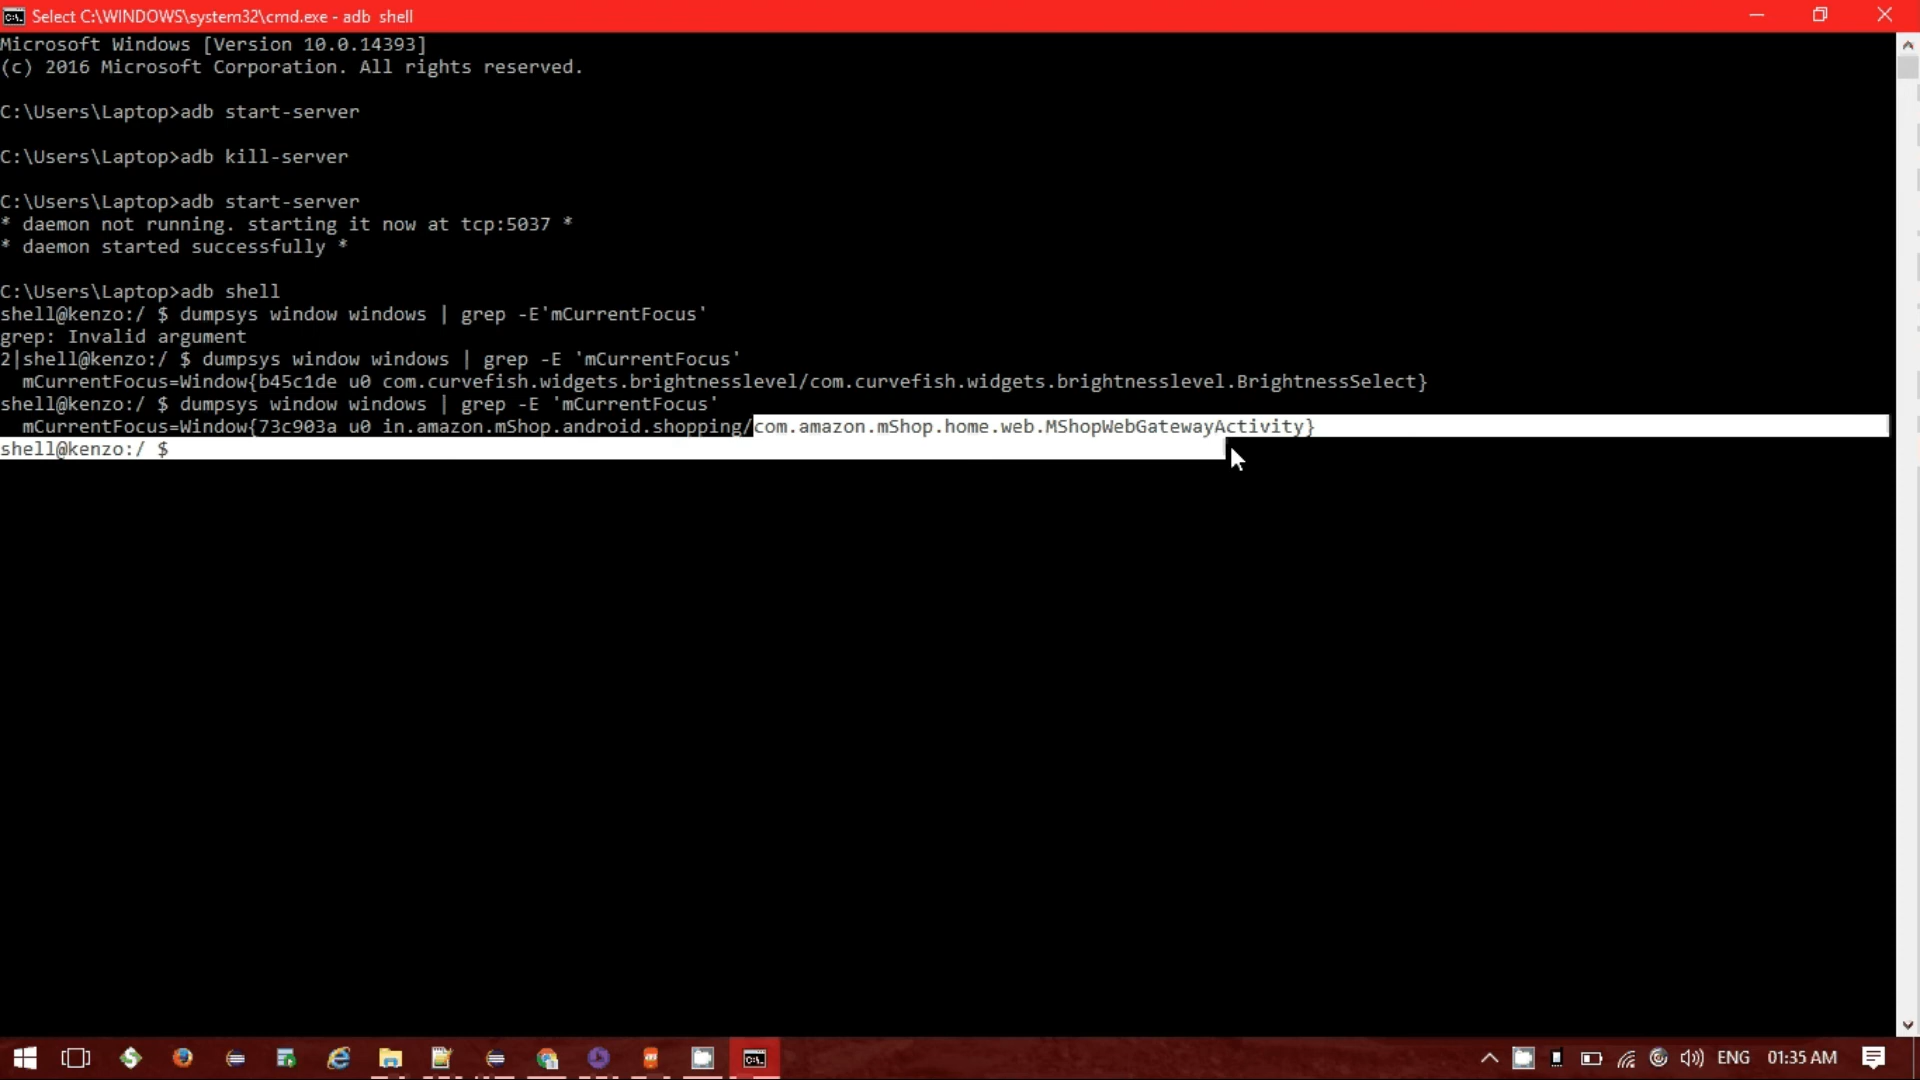 Select C:\WINDOWS\system32\cmd.exe - adb  shell
Microsoft Windows [Version 10.0.14393]
(c) 2016 Microsoft Corporation. All rights reserved.
C:\Users\Laptop>adb start-server
C:\Users\Laptop>adb kill-server
C:\Users\Laptop>adb start-server
* daemon not running. starting it now at tcp:5037 *
* daemon started successfully *
C:\Users\Laptop>adb shell
shell@kenzo:/ $ dumpsys window windows | grep -E'mCurrentFocus'
grep: Invalid argument
2|shell@kenzo:/ $ dumpsys window windows | grep -E 'mCurrentFocus'
  mCurrentFocus=Window{b45c1de u0 com.curvefish.widgets.brightnesslevel/com.curvefish.widgets.brightnesslevel.BrightnessSelect}
shell@kenzo:/ $ dumpsys window windows | grep -E 'mCurrentFocus'
  mCurrentFocus=Window{73c903a u0 in.amazon.mShop.android.shopping/com.amazon.mShop.home.web.MShopWebGatewayActivity}
shell@kenzo:/ $
ENG 01:35 AM